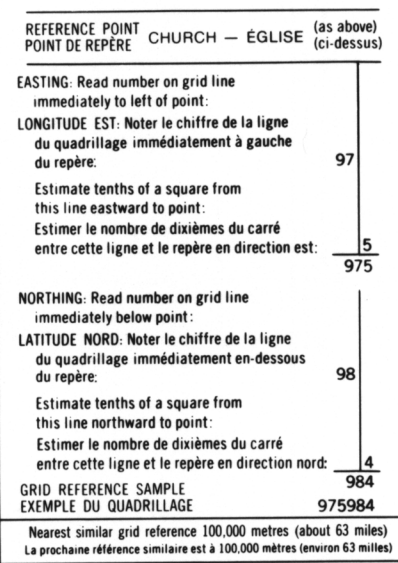 REFERENCE POINT
POINT DE REPÈRE
CHURCH — ÉGLISE
(as above)
(ci-dessus)
EASTING: Read number on grid line
immediately to left of point:
LONGITUDE EST: Noter le chiffre de la ligne
du quadrillage immédiatement à gauche
du repère: 97
Estimate tenths of a square from
this line eastward to point:
Estimer le nombre de dixièmes du carré
entre cette ligne et le repère en direction est: 5
975
NORTHING: Read number on grid line
immediately below point:
LATITUDE NORD: Noter le chiffre de la ligne
du quadrillage immédiatement en-dessous
du repère: 98
Estimate tenths of a square from
this line northward to point:
Estimer le nombre de dixièmes du carré
entre cette ligne et le repère en direction nord: 4
984
GRID REFERENCE SAMPLE
EXEMPLE DU QUADRILLAGE 975984
Nearest similar grid reference 100,000 metres (about 63 miles)
La prochaine référence similaire est à 100,000 mètres (environ 63 milles)